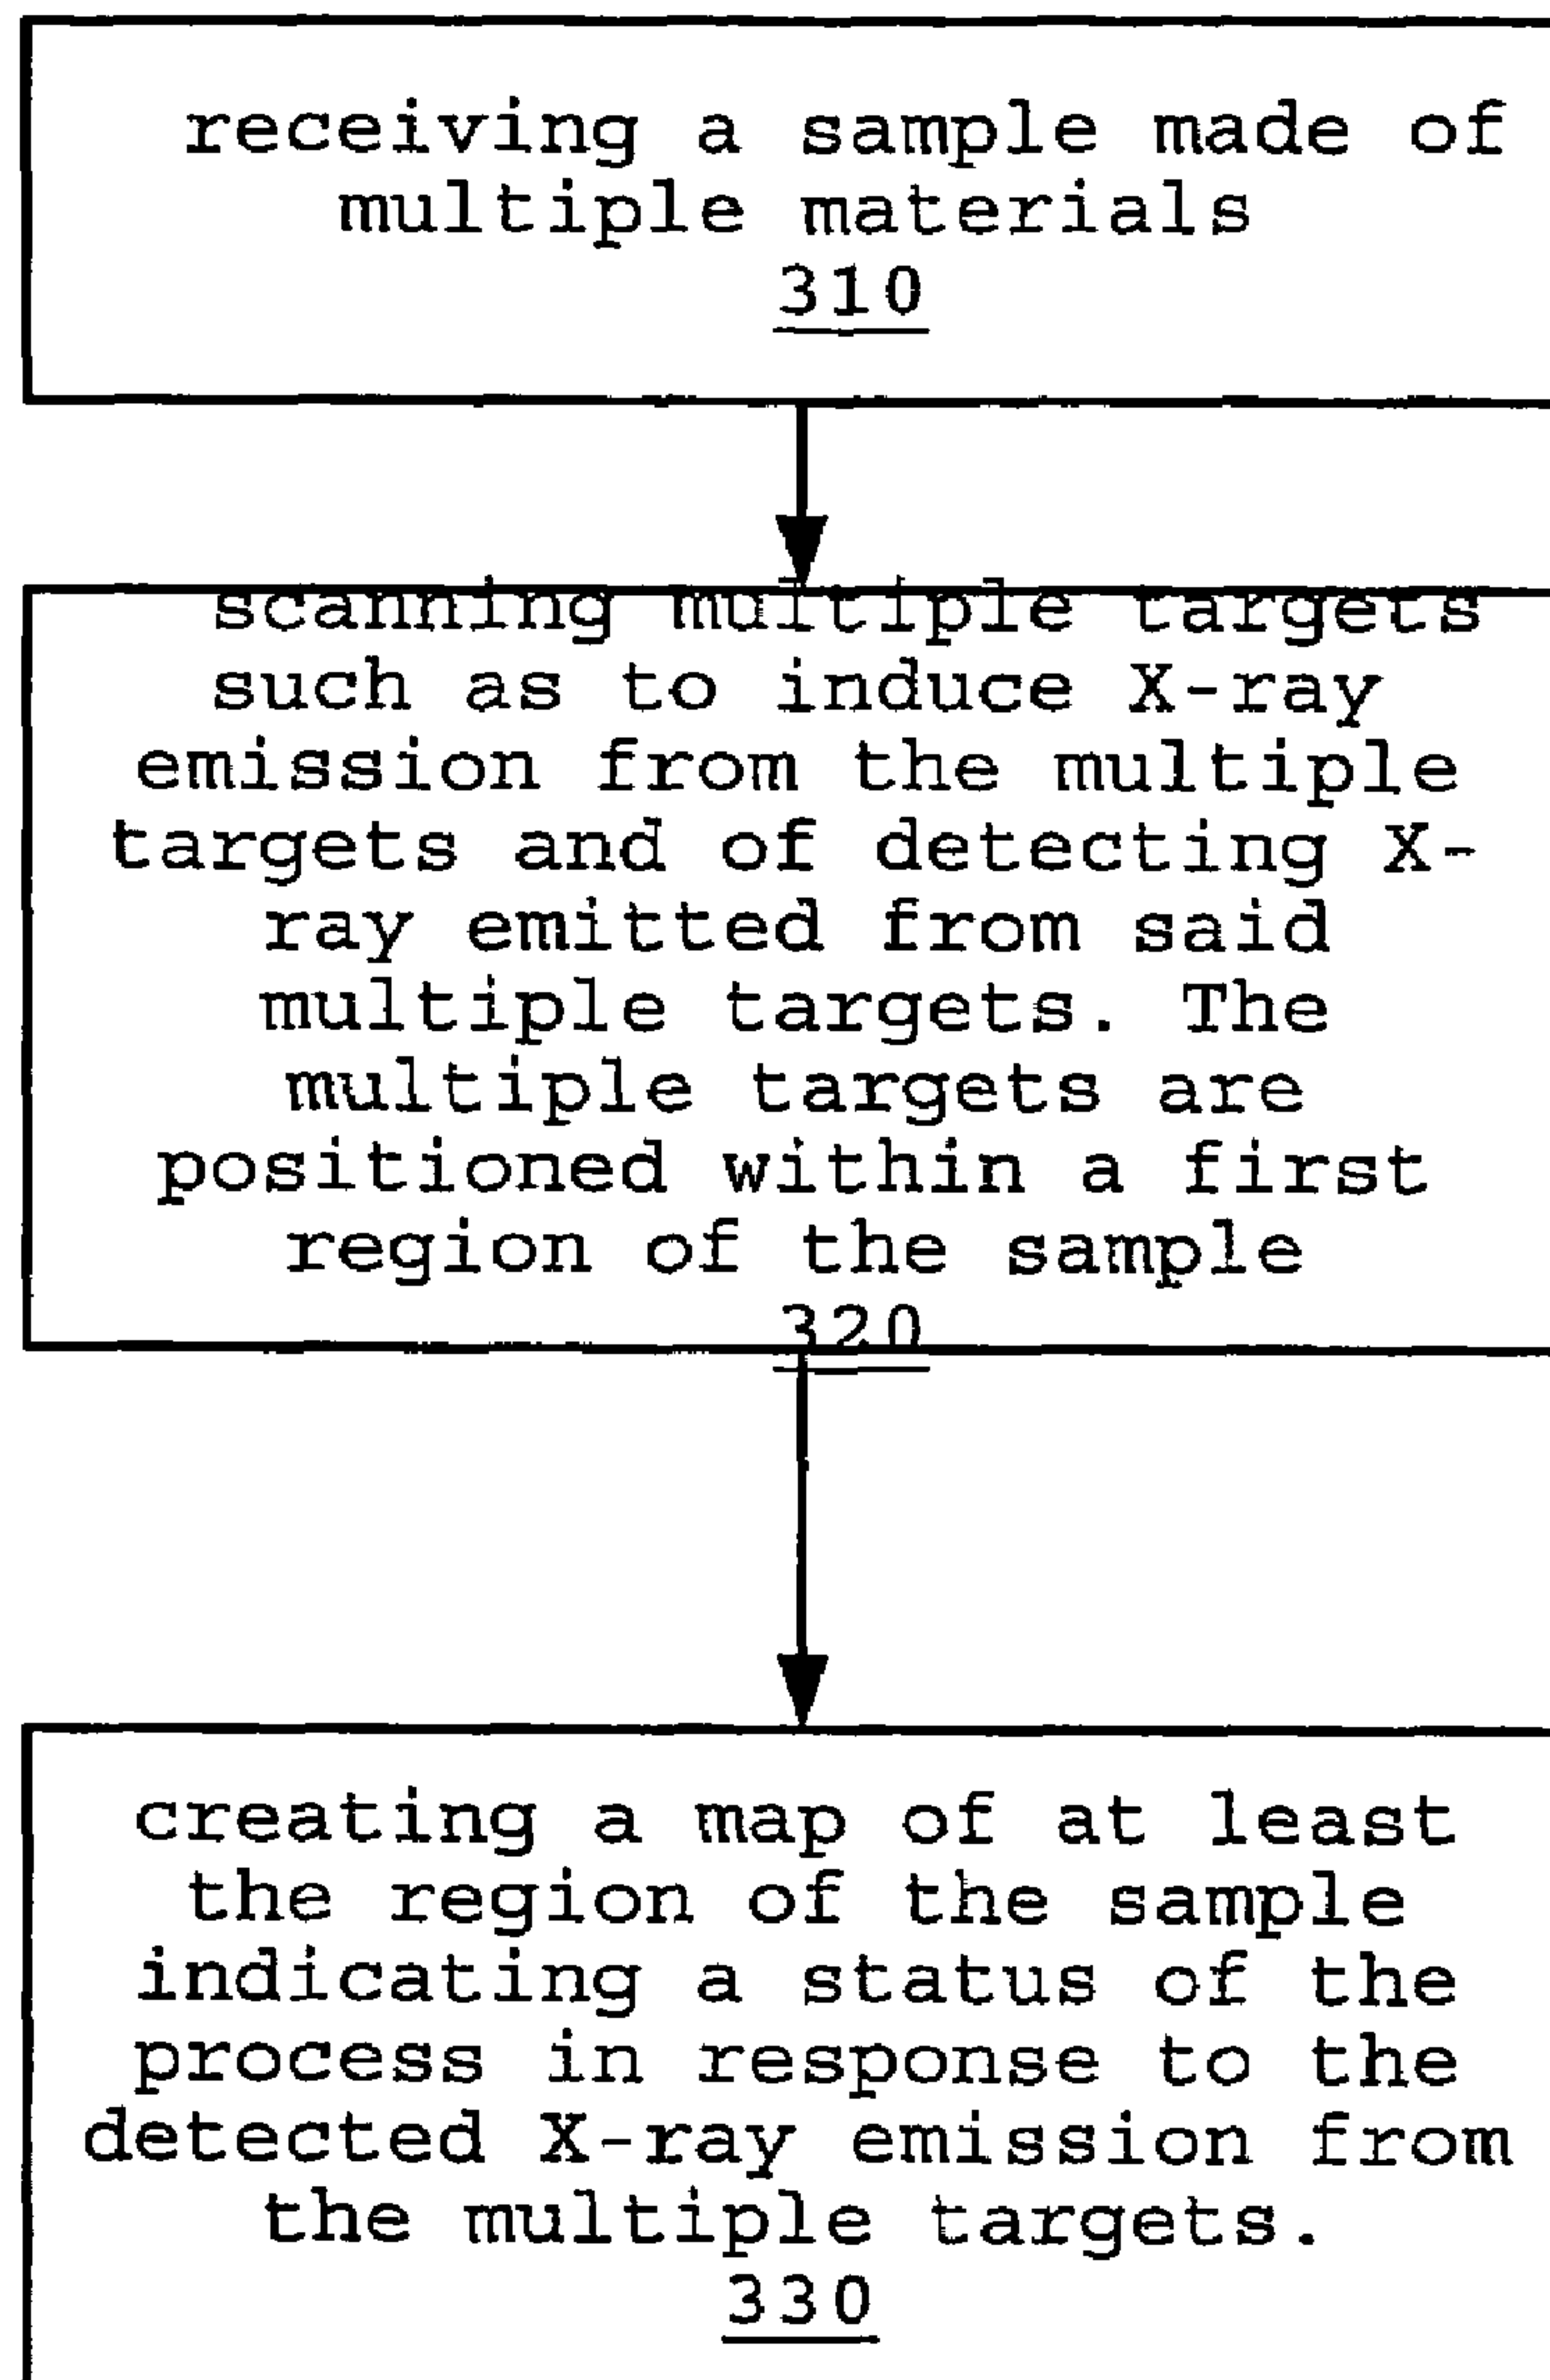 receiving a sample made of
multiple materials
310
scanning multiple targets
such as to induce X-ray
emission from the multiple
targets and of detecting X-
ray emitted from said
multiple targets. The
multiple targets are
positioned within a first
region of the sample
320
creating a map of at least
the region of the sample
indicating a status of the
process in response to the
detected X-ray emission from
the multiple targets.
330